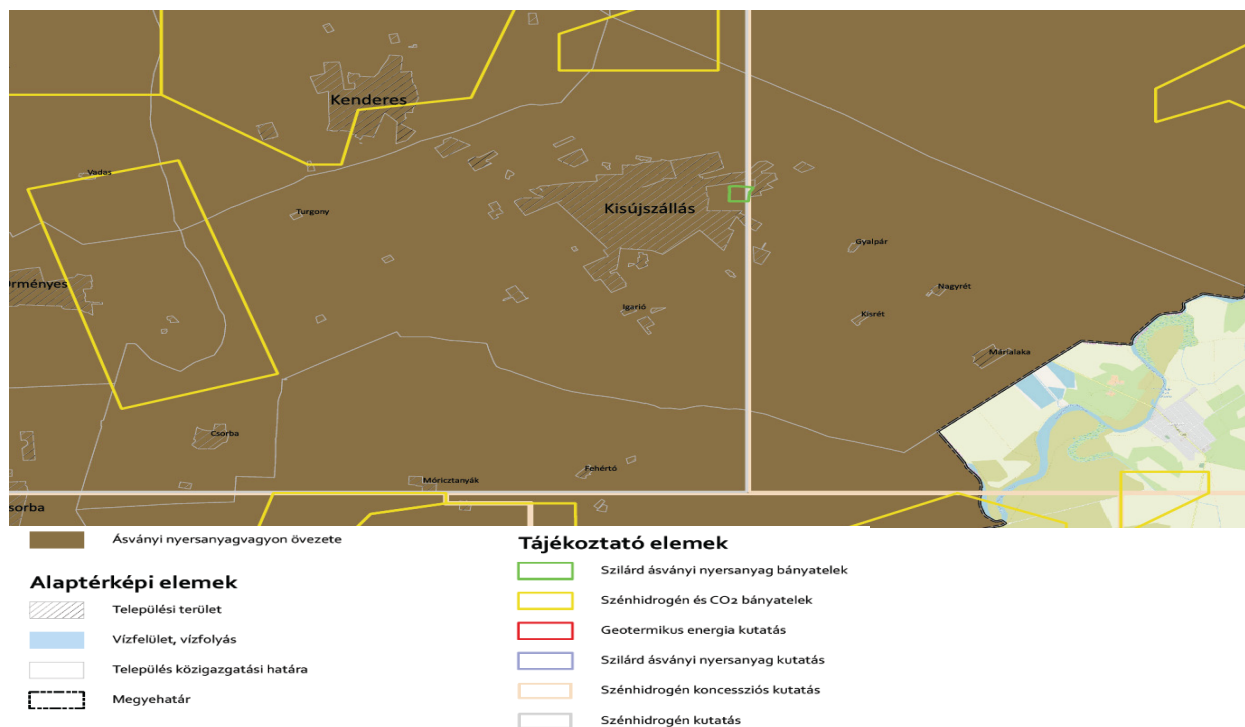 Kenderes
Vadas
Turgony
Kisújszállás
Gyalpár
Örményes
Nagyrét
Igarió
Kisrét
Márialaka
Csorba
Fehértó
Móricztanyák
sorba
Ásványi nyersanyagvagyon övezete
Alaptérképi elemek
Települési terület
Vízfelület, vízfolyás
Település közigazgatási határa
Megyehatár
Tájékoztató elemek
Szilárd ásványi nyersanyag bányatelek
Szénhidrogén és CO2 bányatelek
Geotermikus energia kutatás
Szilárd ásványi nyersanyag kutatás
Szénhidrogén koncessziós kutatás
Szénhidrogén kutatás